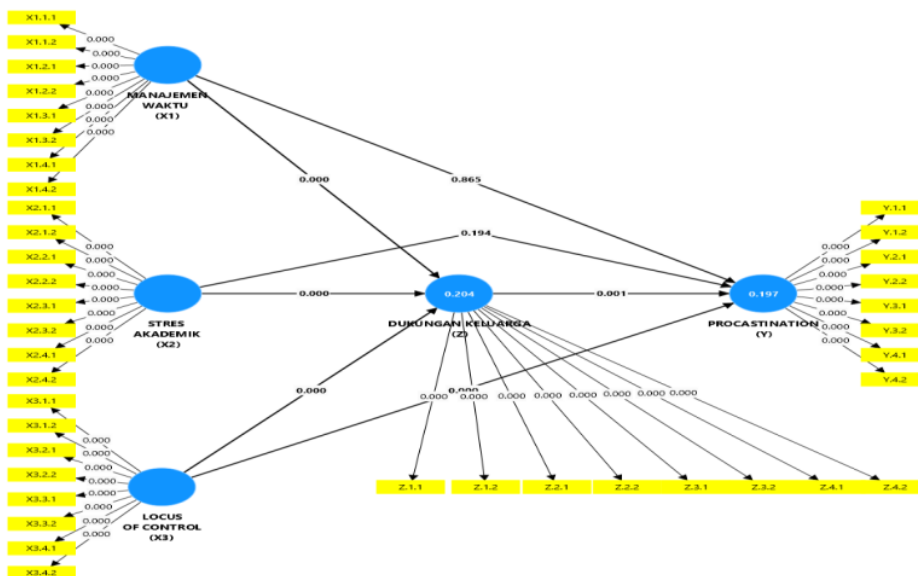 X1.1.1
X1.1.2
X1.2.1
X1.2.2
X1.3.1
X1.3.2
X1.4.1
X1.4.2
0.000
0.000
0.000
0.000
0.000
0.000
0.000
0.000
MANAJEMEN
WAKTU
(X1)
X2.1.1
X2.1.2
X2.2.1
X2.2.2
X2.3.1
X2.3.2
X2.4.1
X2.4.2
0.000
0.000
0.000
0.000
0.000
0.000
0.000
0.000
STRES
AKADEMIK
(X2)
X3.1.1
X3.1.2
X3.2.1
X3.2.2
X3.3.1
X3.3.2
X3.4.1
X3.4.2
0.000
0.000
0.000
0.000
0.000
0.000
0.000
0.000
LOCUS
OF CONTROL
(X3)
0.000
0.865
0.194
0.000
0.001
0.000
0.000
0.204
DUKUNGAN KELUARGA
(Z)
0.000 0.000 0.000 0.000 0.000 0.000 0.000 0.000
Z.1.1 Z.1.2 Z.2.1 Z.2.2 Z.3.1 Z.3.2 Z.4.1 Z.4.2
0.197
PROCASTINATION
(Y)
0.000
0.000
0.000
0.000
0.000
0.000
0.000
0.000
Y.1.1
Y.1.2
Y.2.1
Y.2.2
Y.3.1
Y.3.2
Y.4.1
Y.4.2